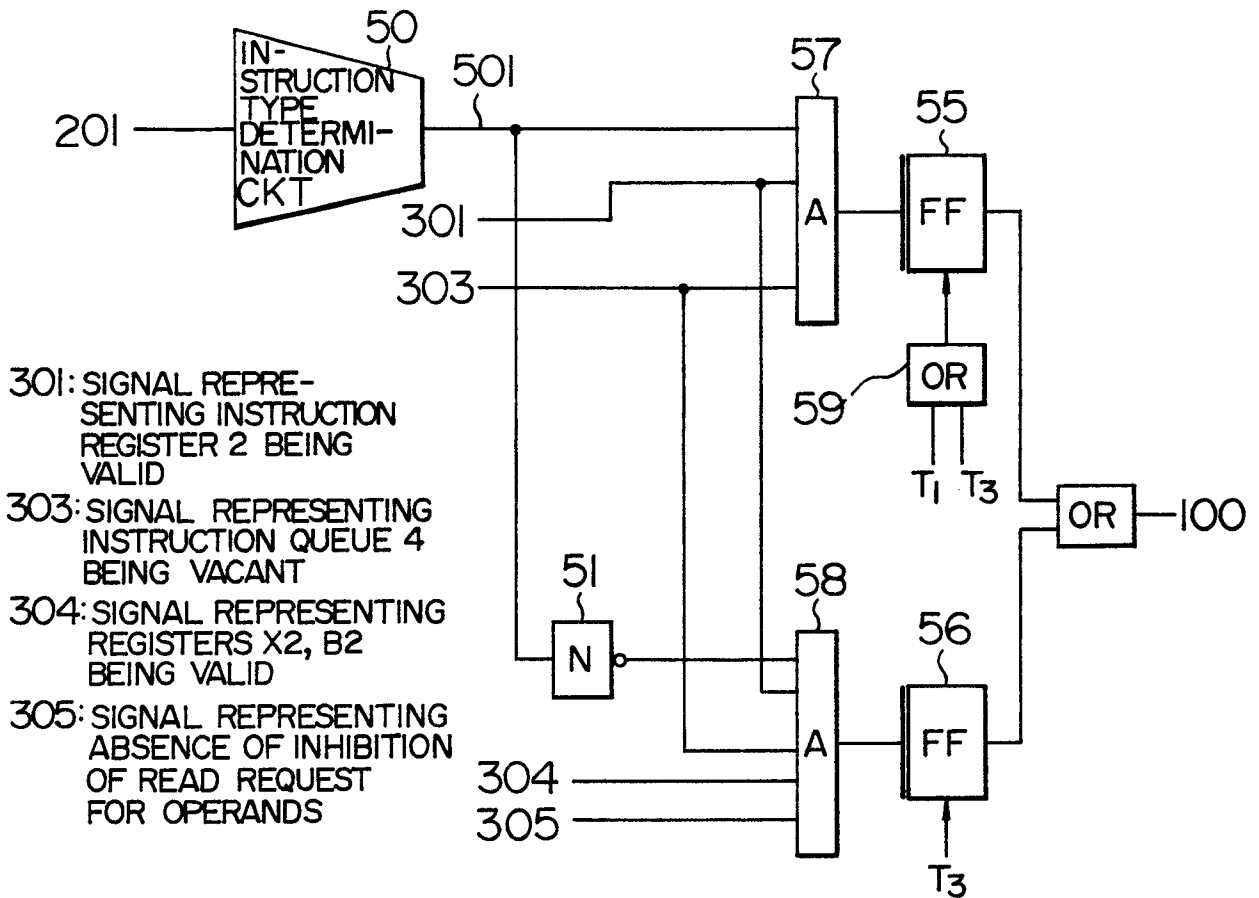 50
IN-
STRUCTION
TYPE
DETERMI-
NATION
CKT
201
501
57
55
A
FF
301
303
59
OR
T1 T3
301: SIGNAL REPRE-
SENTING INSTRUCTION
REGISTER 2 BEING
VALID
303: SIGNAL REPRESENTING
INSTRUCTION QUEUE 4
BEING VACANT
304: SIGNAL REPRESENTING
REGISTERS X2, B2
BEING VALID
305: SIGNAL REPRESENTING
ABSENCE OF INHIBITION
OF READ REQUEST
FOR OPERANDS
OR
100
51
N
58
56
A
FF
304
305
T3